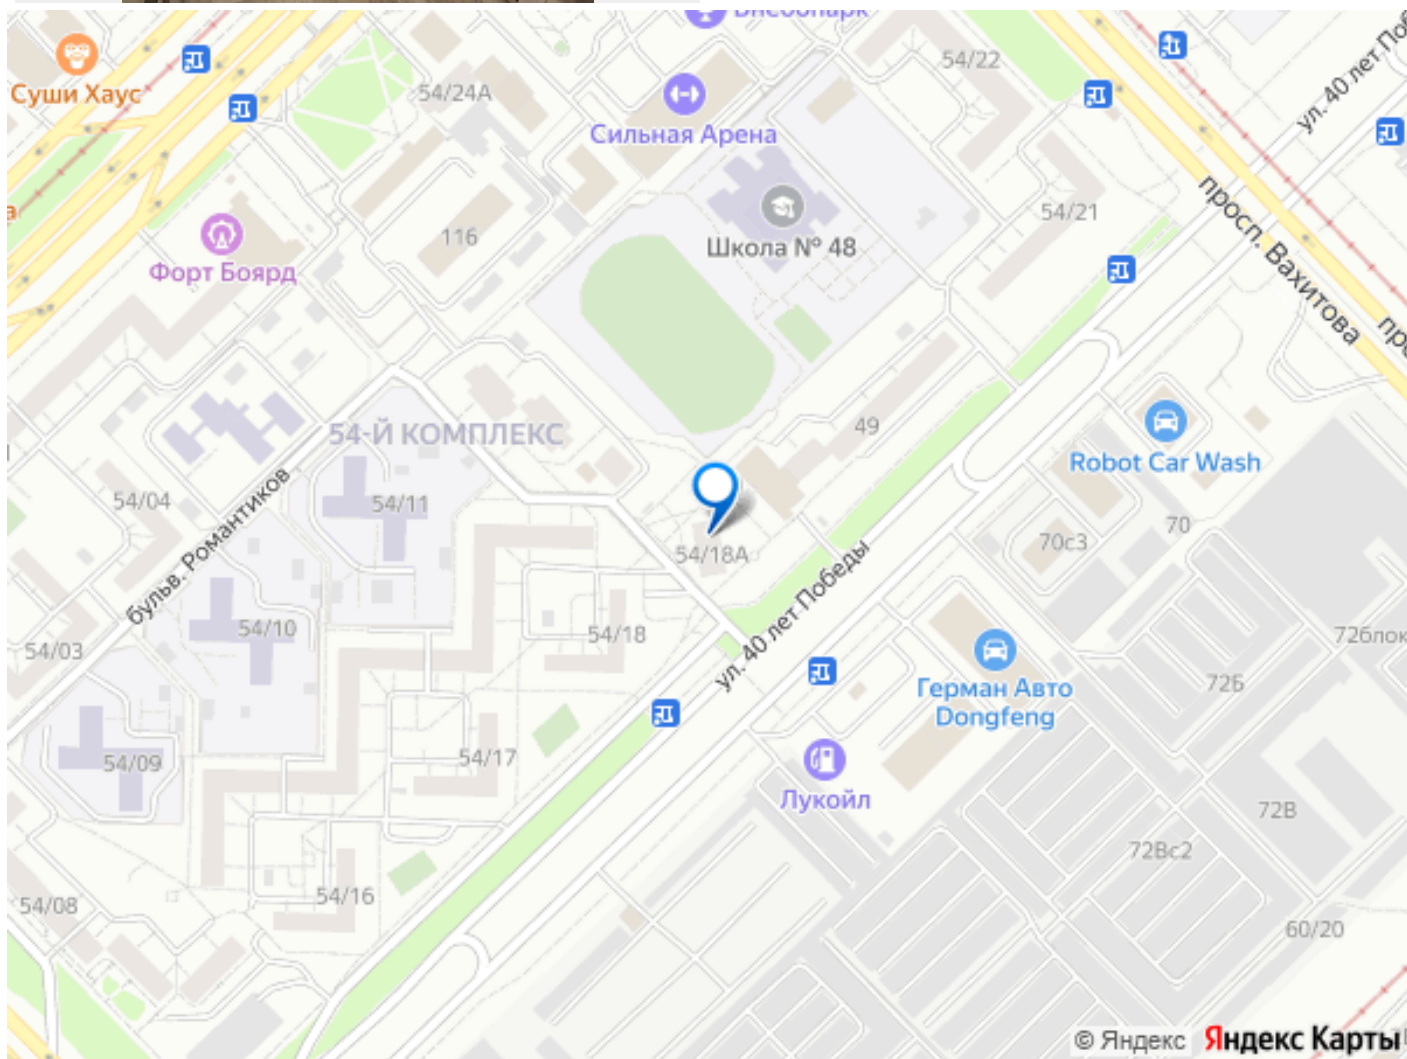 Суши Хаус
54/24А
54/22
Сильная Арена
ул. 40 лет
54/21
116
Школа № 48
Форт Боярд
просп. Вахитова
49
54-Й КОМПЛЕКС
Robot Car Wash
54/04
54/11
бульв. Романтиков
70
70с3
54/18А
ул. 40 лет Победы
54/10
54/18
54/03
72блок
72Б
Герман Авто
Dongfeng
54/17
54/09
Лукойл
72В
72Вс2
54/16
54/08
60/20
© Яндекс Яндекс Карты